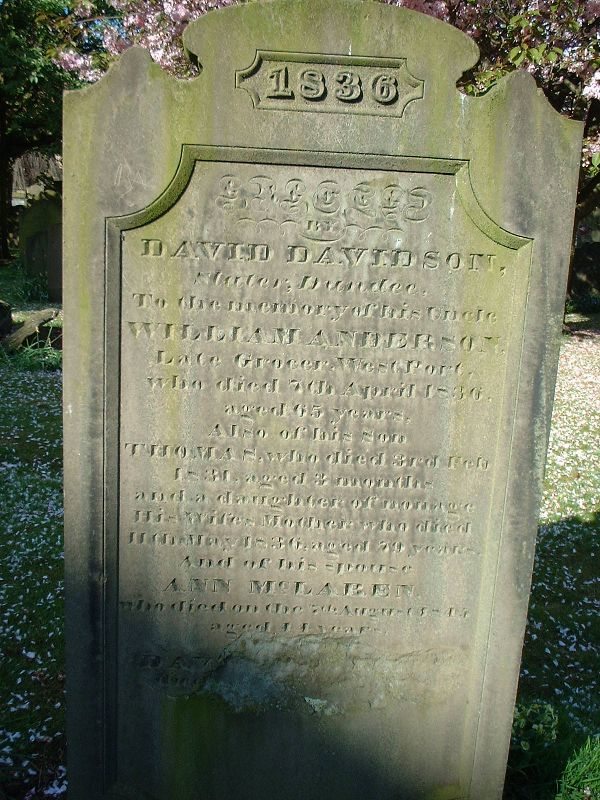 1836
ERECTED
BY
DAVID DAVIDSON,
Slater, Dundee,
To the memory of his Uncle
WILLIAM ANDERSON,
Late Grocer, West Port,
who died 7th April 1836,
aged 65 years,
Also of his Son
THOMAS, who died 3rd Feb
1831, aged 3 months
and a daughter of nonage
His Wifes Mother who died
11th May 1836, aged 79 years,
And of his spouse
ANN McLAREN
who died on the 7th August
aged 44 years.